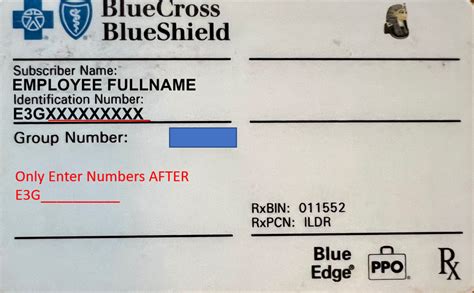 BlueCross
BlueShield
Subscriber Name:
EMPLOYEE FULLNAME
Identification Number:
E3GXXXXXXXXX
Group Number:
Only Enter Numbers AFTER
E3G__________
RxBIN: 011552
RxPCN: ILDR
Blue
Edge®
PPO®
Rx